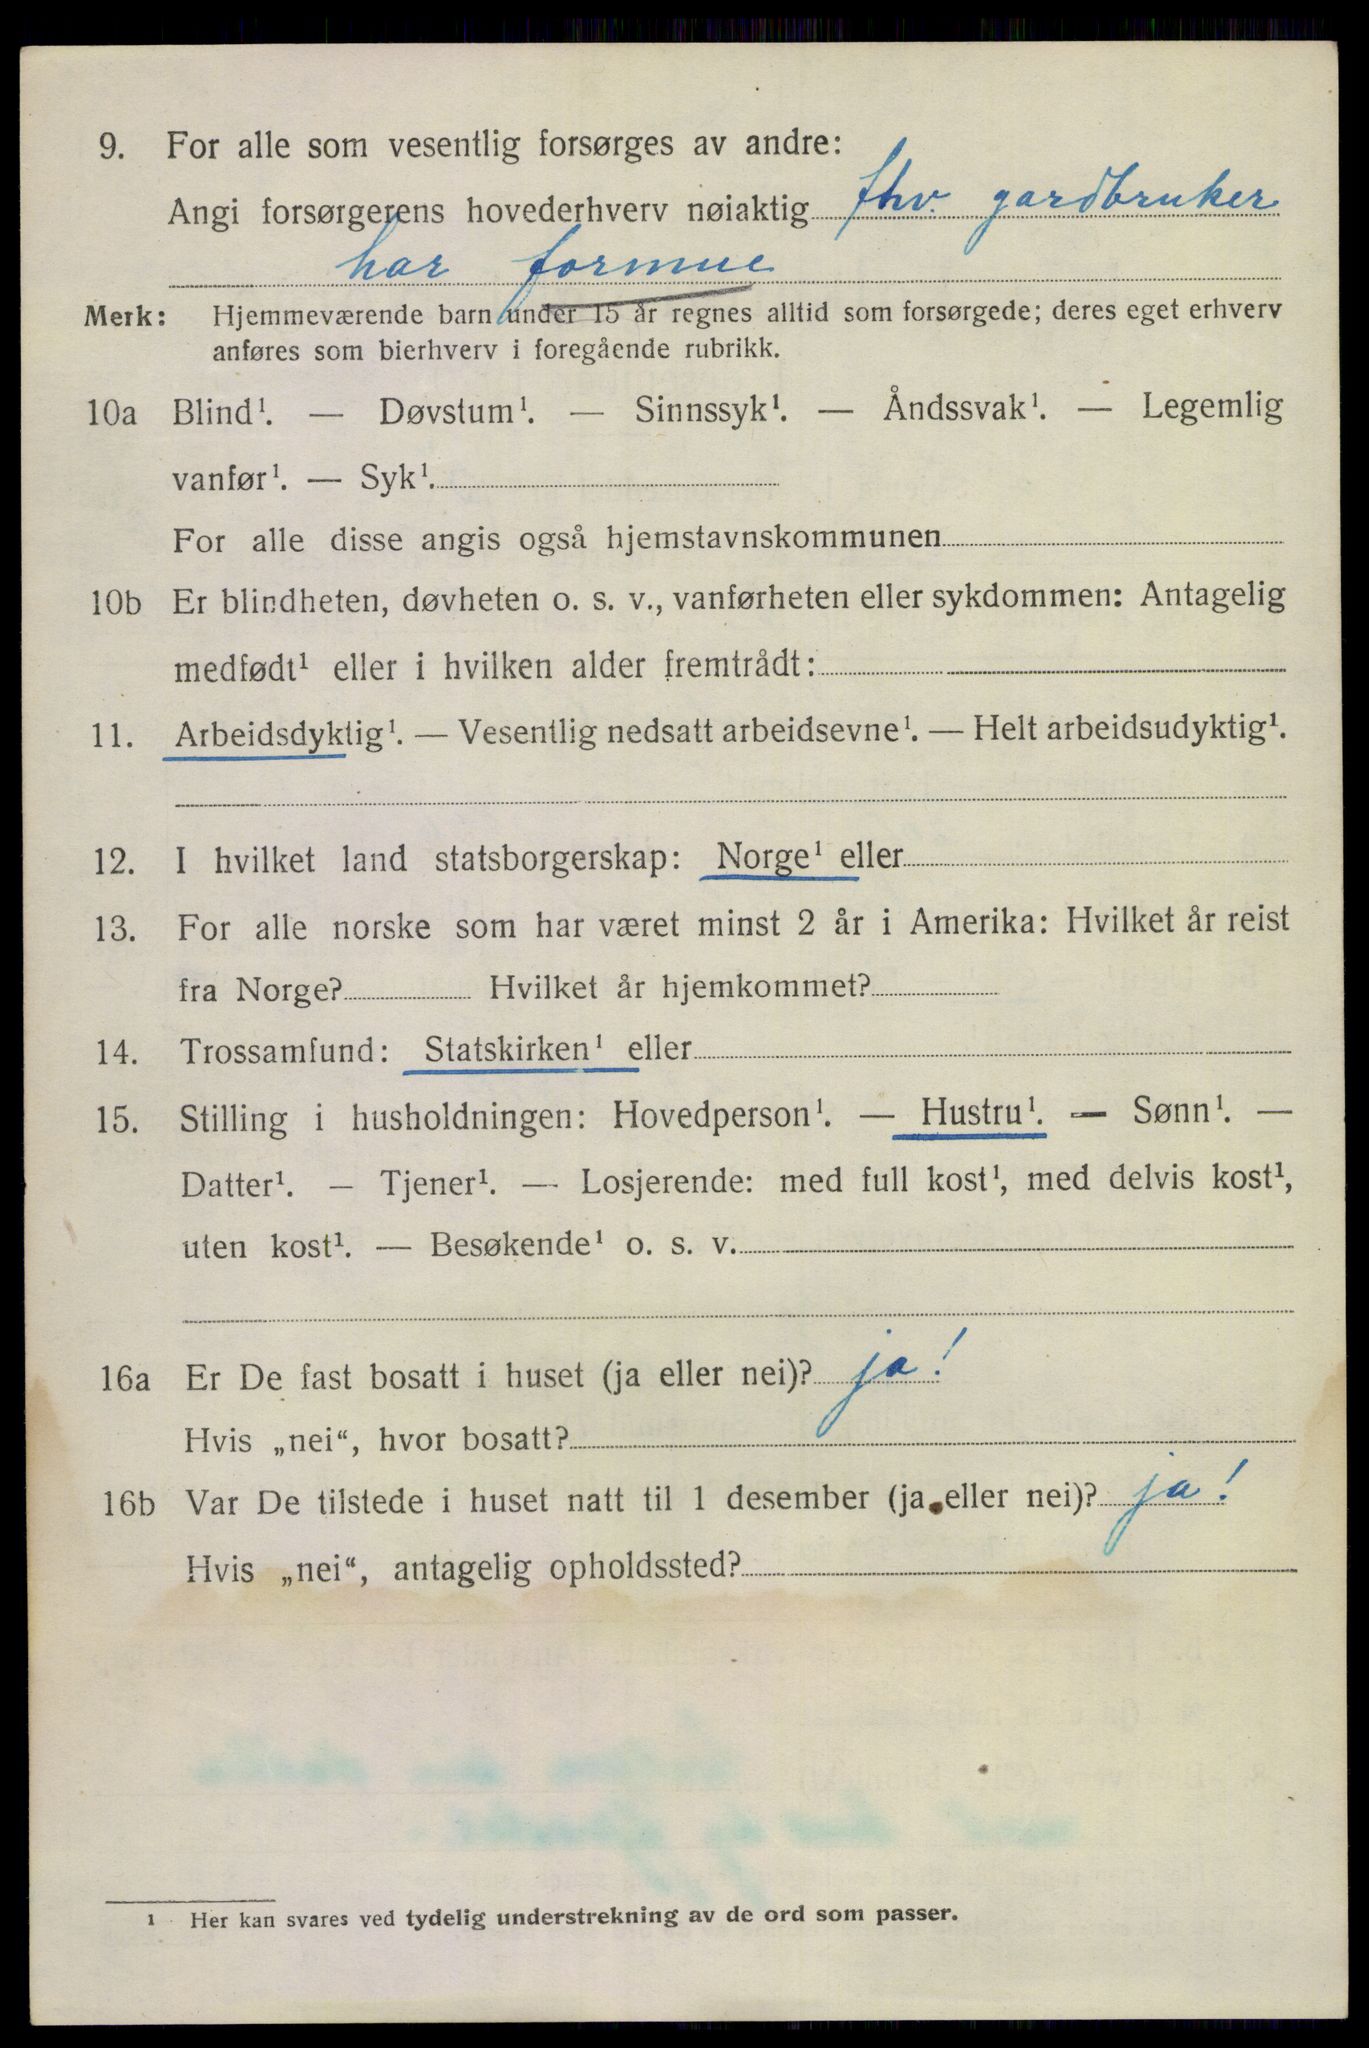 9. For alle som vesentlig forsørges av andre:
Angi forsørgerens hovederhverv nøiaktig fhv. gardbruker
har formue
Merk: Hjemmeværende barn under 15 år regnes alltid som forsørgede; deres eget erhverv
anføres som bierhverv i foregående rubrikk.
10a Blind¹. — Døvstum¹. — Sinnssyk¹. — Åndssvak¹. — Legemlig
vanfør¹. — Syk¹.
For alle disse angis også hjemstavnskommunen
10b Er blindheten, døvheten o. s. v., vanførheten eller sykdommen: Antagelig
medfødt¹ eller i hvilken alder fremtrådt:
11. Arbeidsdyktig¹. — Vesentlig nedsatt arbeidsevne¹. — Helt arbeidsudyktig¹.
12. I hvilket land statsborgerskap: Norge¹ eller
13. For alle norske som har været minst 2 år i Amerika: Hvilket år reist
fra Norge? Hvilket år hjemkommet?
14. Trossamfund: Statskirken¹ eller
15. Stilling i husholdningen: Hovedperson¹. — Hustru¹. — Sønn¹. —
Datter¹. — Tjener¹. — Losjerende: med full kost¹, med delvis kost¹,
uten kost¹. — Besøkende¹ o. s. v.
16a Er De fast bosatt i huset (ja eller nei)? ja!
Hvis „nei“, hvor bosatt?
16b Var De tilstede i huset natt til 1 desember (ja eller nei)? ja!
Hvis „nei“, antagelig opholdssted?
1 Her kan svares ved tydelig understrekning av de ord som passer.